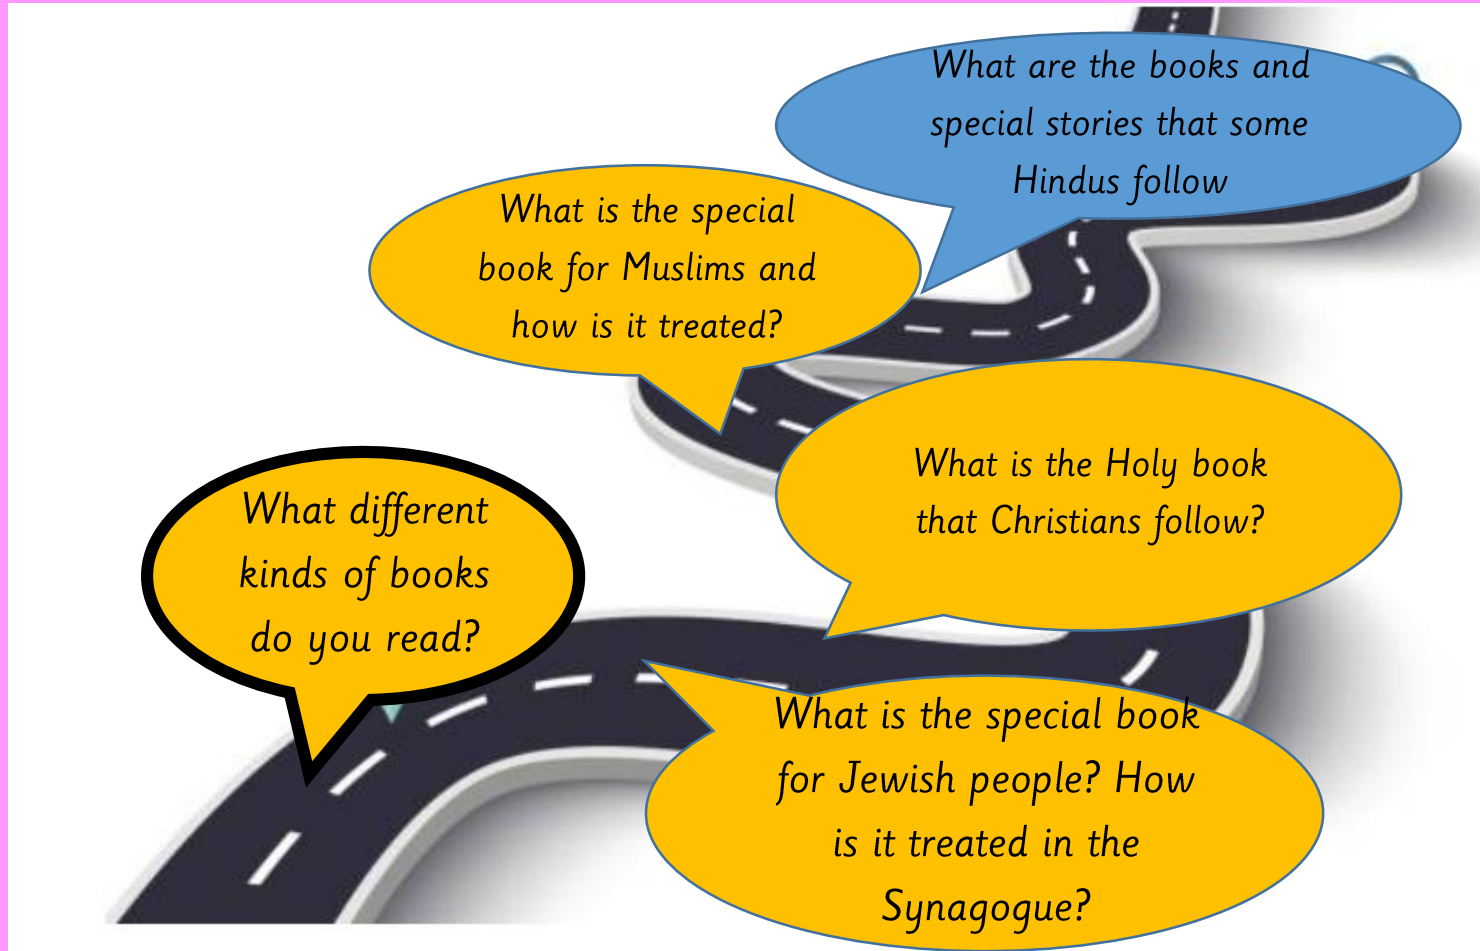 What are the books and
special stories that some
Hindus follow
What is the special
book for Muslims and
how is it treated?
What is the Holy book
that Christians follow?
What different
kinds of books
do you read?
What is the special book
for Jewish people? How
is it treated in the
Synagogue?